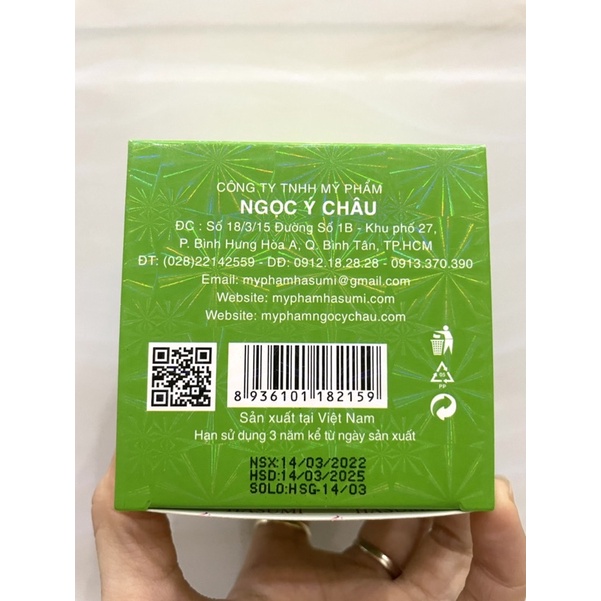 CÔNG TY TNHH MỸ PHẨM
NGỌC Ý CHÂU
ĐC : Số 18/3/15 Đường Số 1B - Khu phố 27,
P. Bình Hưng Hòa A, Q. Bình Tân, TP.HCM
ĐT: (028)22142559 - DĐ: 0912.18.28.28 - 0913.370.390
Email: myphamhasumi@gmail.com
Website: myphamhasumi.com
Website: myphamngocychau.com
65
PP
8 936101 182159
Sản xuất tại Việt Nam
Hạn sử dụng 3 năm kể từ ngày sản xuất
NSX:14/03/2022
HSD:14/03/2025
SOLO:HSG-14/03